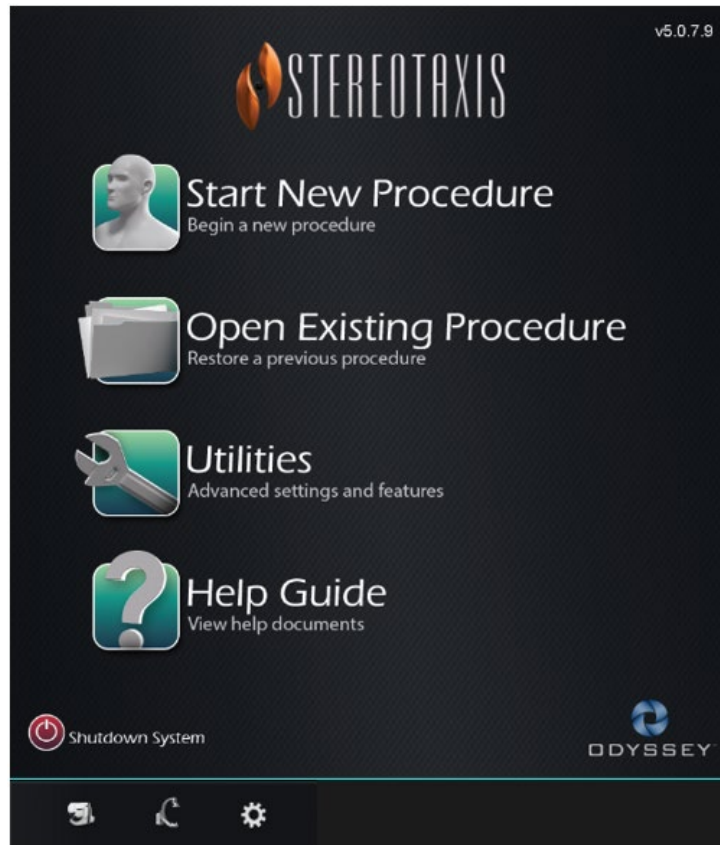 v5.0.7.9
STEREOTAXIS
Start New Procedure
Begin a new procedure
Open Existing Procedure
Restore a previous procedure
Utilities
Advanced settings and features
Help Guide
View help documents
Shutdown System
ODYSSEY